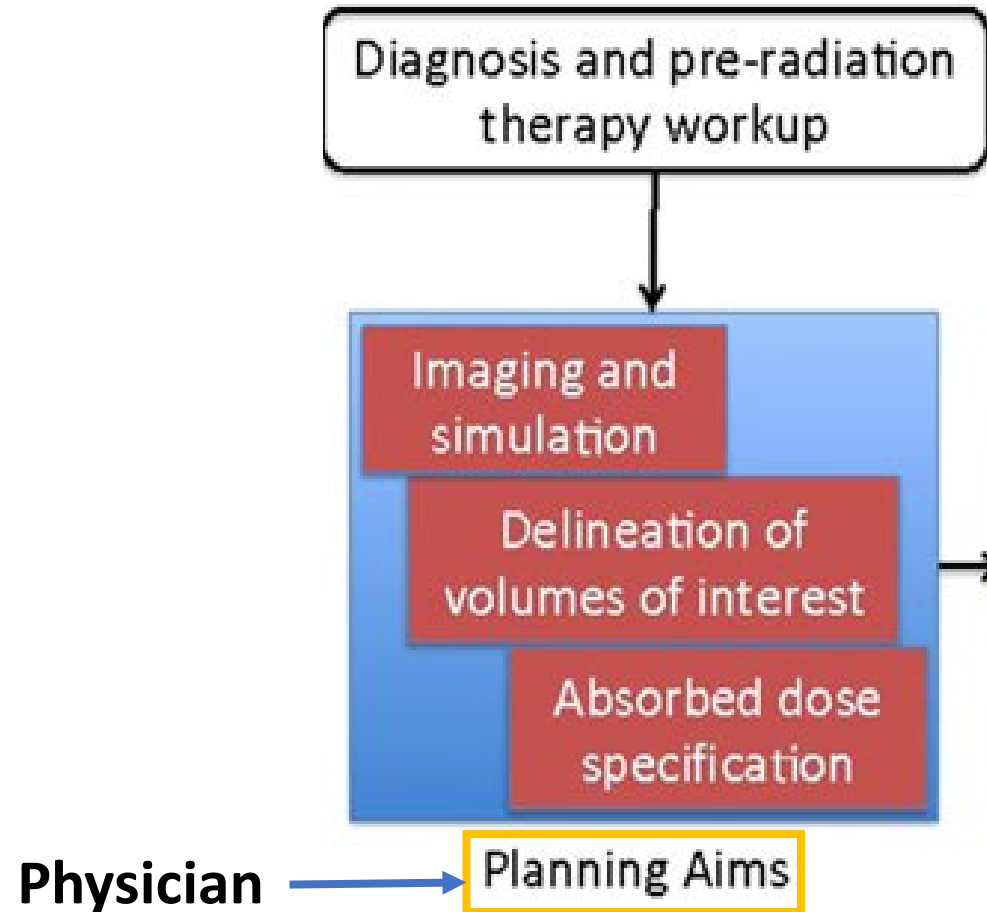 Diagnosis and pre-radiation
therapy workup
Imaging and
simulation
Delineation of
volumes of interest
Absorbed dose
specification
Physician
Planning Aims